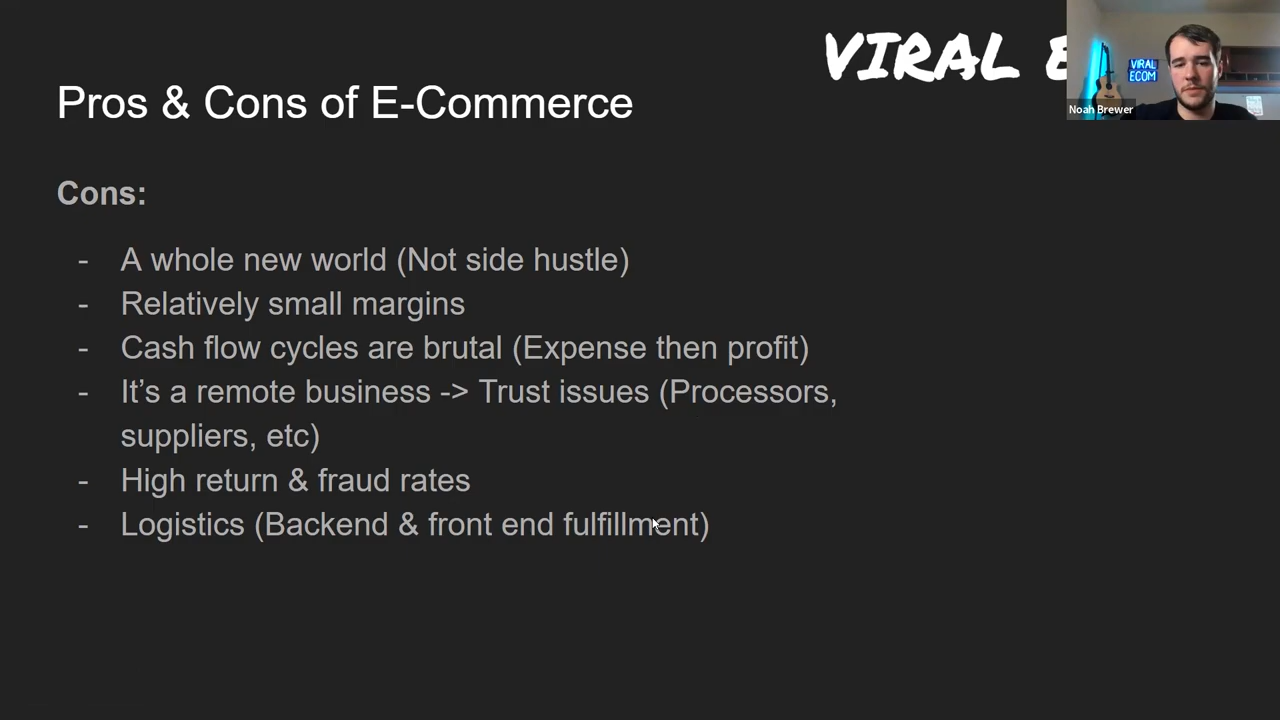 VIRAL E
VIRAL
ECOM
Noah Brewer
Pros & Cons of E-Commerce
Cons:
- A whole new world (Not side hustle)
- Relatively small margins
- Cash flow cycles are brutal (Expense then profit)
- It’s a remote business -> Trust issues (Processors,
suppliers, etc)
- High return & fraud rates
- Logistics (Backend & front end fulfillment)